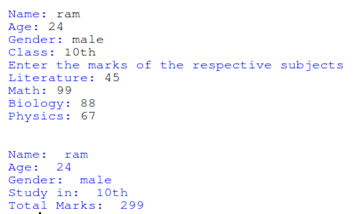 Name: ram
Age: 24
Gender: male
Class: 10th
Enter the marks of the respective subjects
Literature: 45
Math: 99
Biology: 88
Physics: 67
Name:  ram
Age:  24
Gender:  male
Study in:  10th
Total Marks:  299